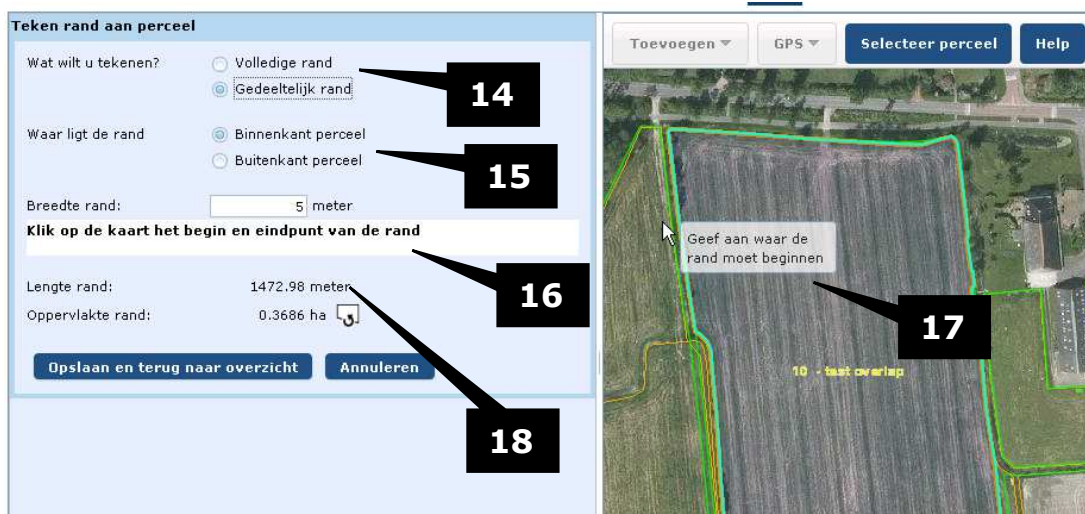 Teken rand aan perceel
Wat wilt u tekenen?
Volledige rand
Gedeeltelijk rand
14
Waar ligt de rand
Binnenkant perceel
Buitenkant perceel
15
Breedte rand:
5 meter
Klik op de kaart het begin en eindpunt van de rand
16
Lengte rand:
1472.98 meter
Oppervlakte rand:
0.3686 ha
Opslaan en terug naar overzicht
Annuleren
18
Toevoegen
GPS
Selecteer perceel
Help
Geef aan waar de
rand moet beginnen
17
10 - test overlap